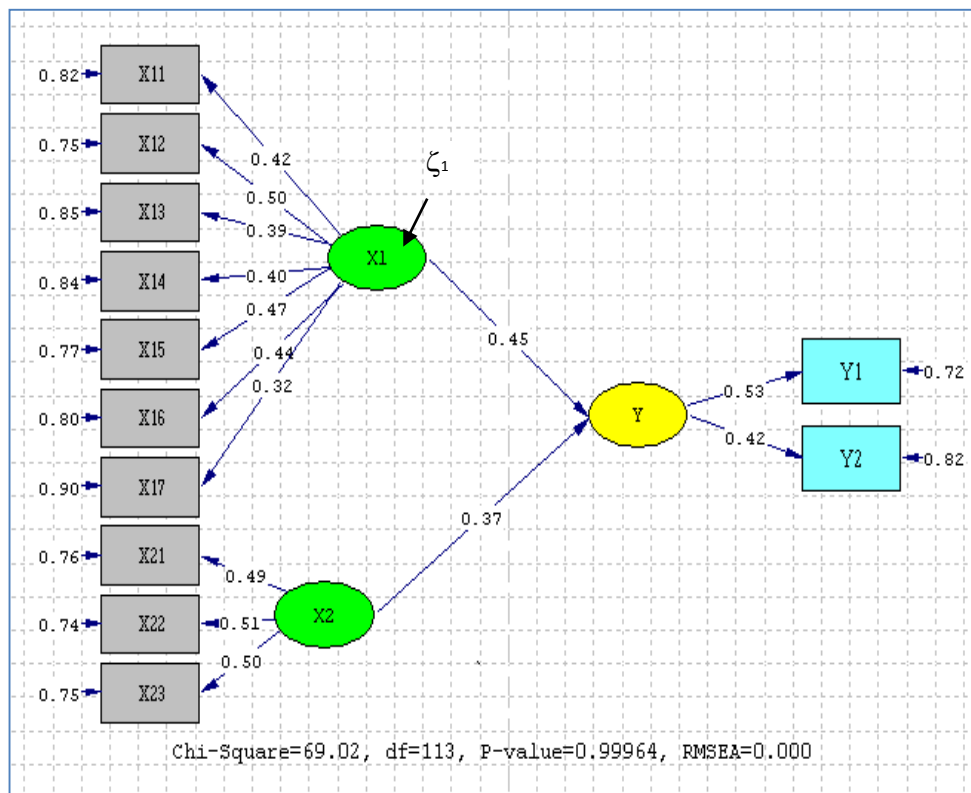 0.82 X11
0.42
0.75 X12
ζ1
0.50
0.85 X13
0.39
X1
0.84 X14
0.40
0.47
0.45
0.77 X15
0.44
0.32
0.80 X16
0.90 X17
Y
0.53
Y1 0.72
0.42
Y2 0.82
0.37
0.76 X21
0.49
X2
0.74 X22
0.51
0.50
0.75 X23
Chi-Square=69.02, df=113, P-value=0.99964, RMSEA=0.000